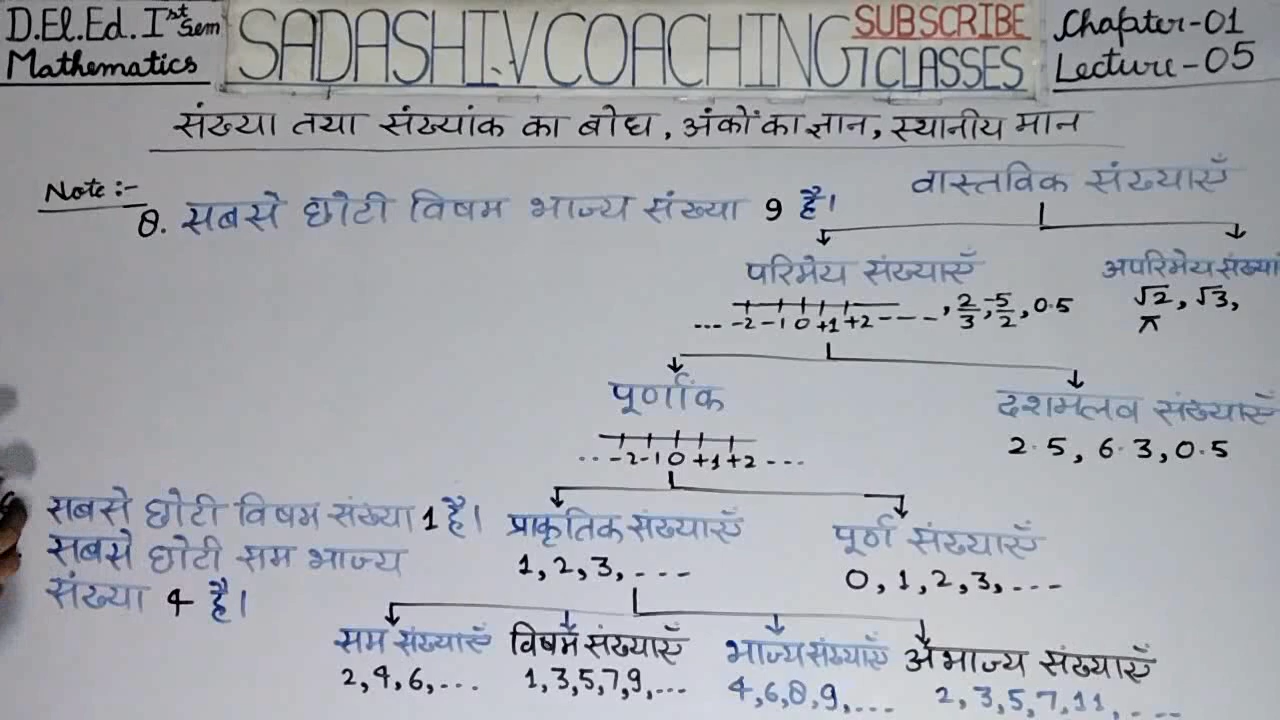 D.El.Ed. Ist Sem
Mathematics
SADASHIV COACHING CLASSES
SUBSCRIBE
Chapter-01
Lecture-05
संख्या तथा संख्यांक का बोध, अंकों का ज्ञान, स्थानीय मान
Note:-
8. सबसे छोटी विषम भाज्य संख्या 9 है।
वास्तविक संख्याएँ
परिमेय संख्याएँ
अपरिमेय संख्या
... -2 -1 0 +1 +2 ---, 2/3, -5/2, 0.5
√2, √3,
π
पूर्णांक
दशमलव संख्याएँ
.. -2 -1 0 +1 +2 ...
2.5, 6.3, 0.5
सबसे छोटी विषम संख्या 1 है।
सबसे छोटी सम भाज्य
संख्या 4 है।
प्राकृतिक संख्याएँ
पूर्ण संख्याएँ
1, 2, 3, ---
0, 1, 2, 3, ---
सम संख्याएँ
विषम संख्याएँ
भाज्य संख्याएँ
अभाज्य संख्याएँ
2, 4, 6, ...
1, 3, 5, 7, 9, ...
4, 6, 8, 9, ...
2, 3, 5, 7, 11, ---